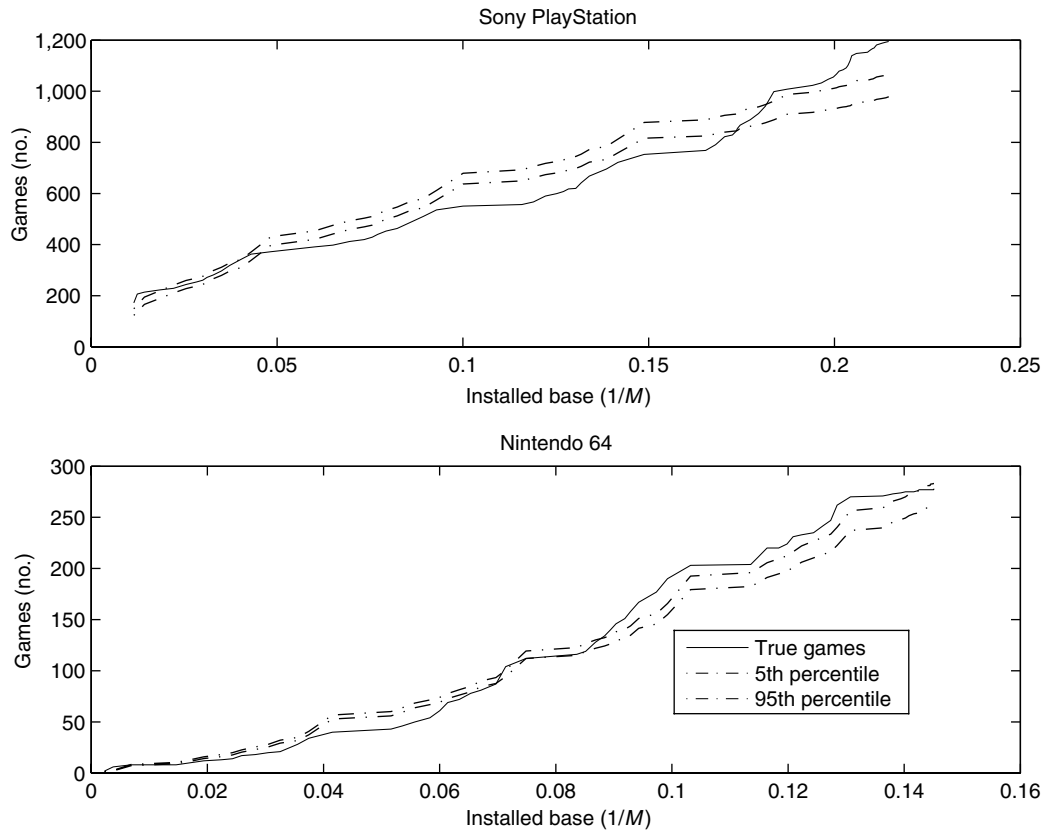 Sony PlayStation
1,200
1,000
800
600
400
200
0
Games (no.)
0 0.05 0.1 0.15 0.2 0.25
Installed base (1/M)
Nintendo 64
300
250
200
150
100
50
0
Games (no.)
True games
5th percentile
95th percentile
0 0.02 0.04 0.06 0.08 0.1 0.12 0.14 0.16
Installed base (1/M)